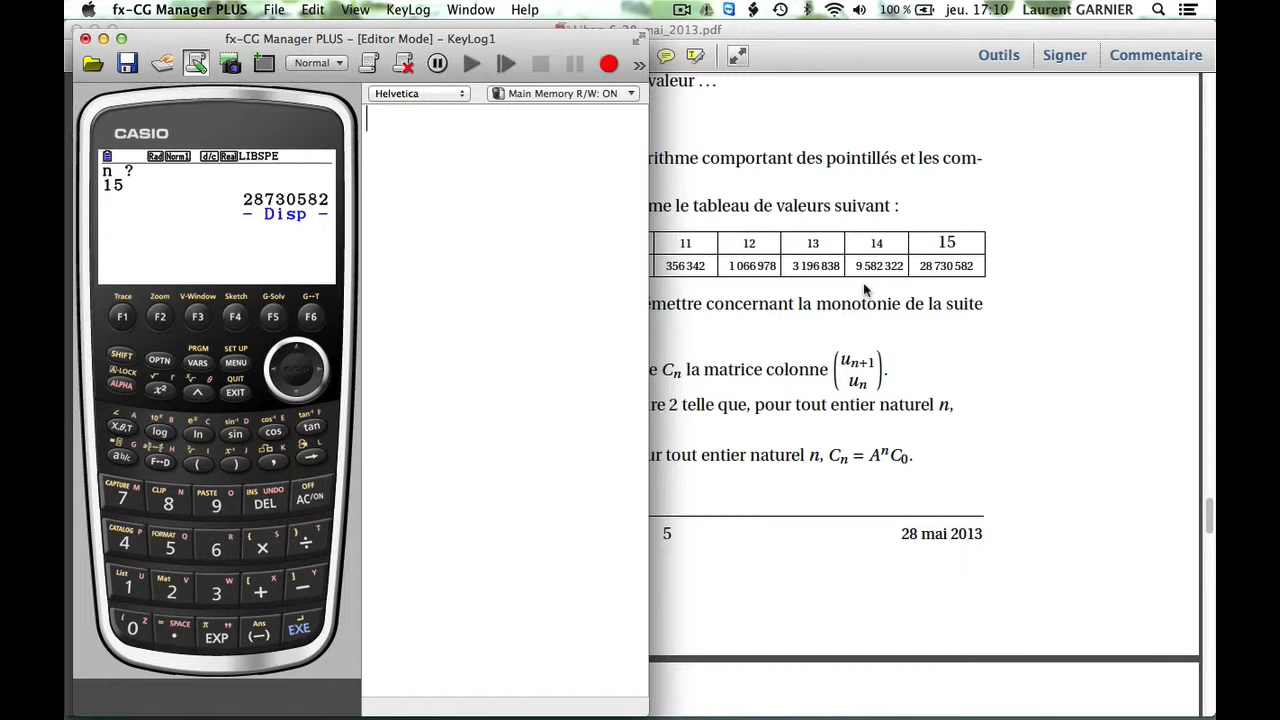 fx-CG Manager PLUS File Edit View KeyLog Window Help 100 % jeu. 17:10 Laurent GARNIER
fx-CG Manager PLUS - [Editor Mode] - KeyLog1
mai_2013.pdf
Normal
Outils Signer Commentaire
Helvetica Main Memory R/W: ON
valeur …
CASIO
Rad Norm1 d/c Real LIBSPE
n ?
15
28730582
- Disp -
rithme comportant des pointillés et les com-
me le tableau de valeurs suivant :
11 12 13 14 15
356 342 1 066 978 3 196 838 9 582 322 28 730 582
émettre concernant la monotonie de la suite
e Cn la matrice colonne (un+1
un).
re 2 telle que, pour tout entier naturel n,
ur tout entier naturel n, Cn = AnC0.
5 28 mai 2013
Trace Zoom V-Window Sketch G-Solv G↔T
F1 F2 F3 F4 F5 F6
PRGM SET UP
SHIFT OPTN VARS MENU
A-LOCK QUIT
ALPHA x² ^ EXIT
X,θ,T log ln sin cos tan
a b/c F↔D ( ) , →
CAPTURE M CLIP N PASTE O INS UNDO OFF
7 8 9 DEL AC/ON
CATALOG P FORMAT Q { R } S T
4 5 6 × ÷
List U Mat V W [ X ] Y
1 2 3 + −
i Z = SPACE π " Ans
0 . EXP (−) EXE